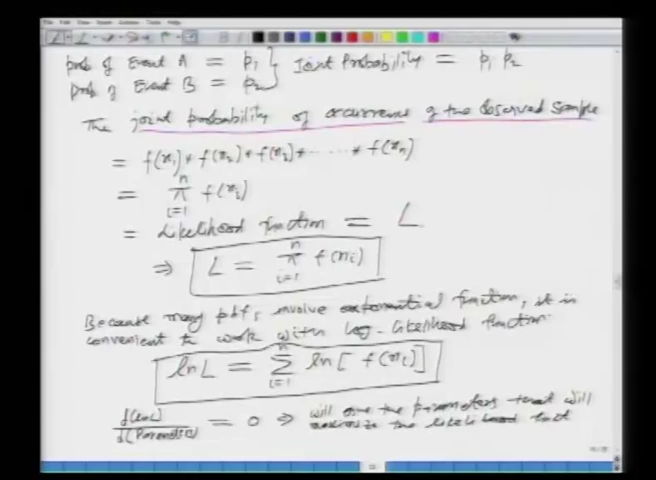 prob of Event A = p₁ } Joint Probability = p₁ p₂
prob of Event B = p₂
The joint probability of occurrence of the observed sample
= f(x₁) * f(x₂) * f(x₃) * ..... * f(xₙ)
= π i=1 n f(xᵢ)
= Likelihood function = L
⇒ L = π i=1 n f(xᵢ)
Because many pdfs involve exponential function, it is
convenient to work with log-likelihood function.
ln L = Σ i=1 n ln[ f(xᵢ)]
d(lnL) / d(Parameter) = 0 ⇒ will give the parameters that will
maximize the likelihood